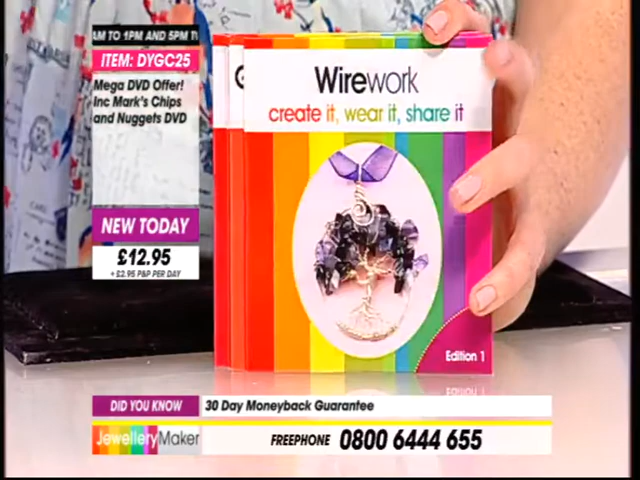 AM TO 1PM AND 5PM T
ITEM: DYGC25
Mega DVD Offer!
Inc Mark's Chips
and Nuggets DVD
NEW TODAY
£12.95
+ £2.95 P&P PER DAY
G
Wirework
create it, wear it, share it
Edition 1
DID YOU KNOW
30 Day Moneyback Guarantee
JewelleryMaker
FREEPHONE 0800 6444 655